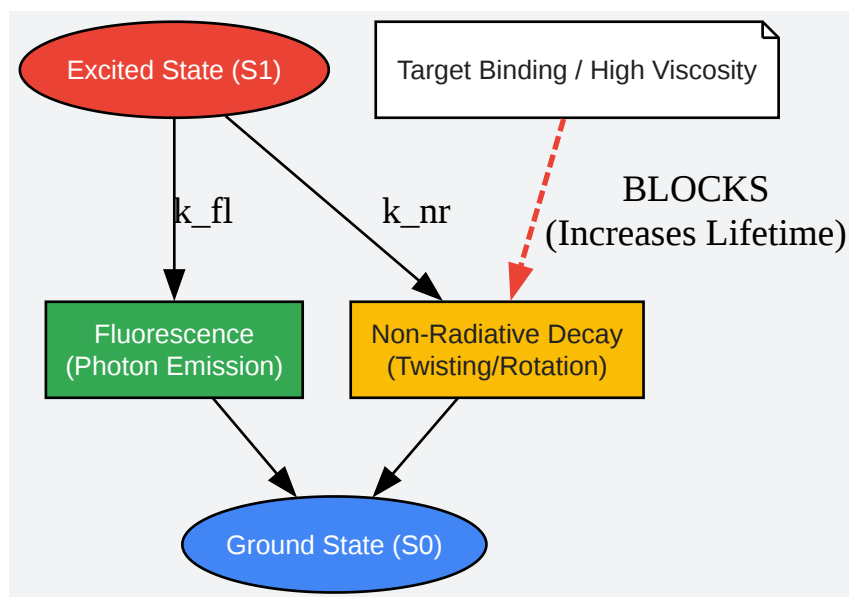 Excited State (S1)
Target Binding / High Viscosity
k_fl
k_nr
BLOCKS
(Increases Lifetime)
Fluorescence
(Photon Emission)
Non-Radiative Decay
(Twisting/Rotation)
Ground State (S0)